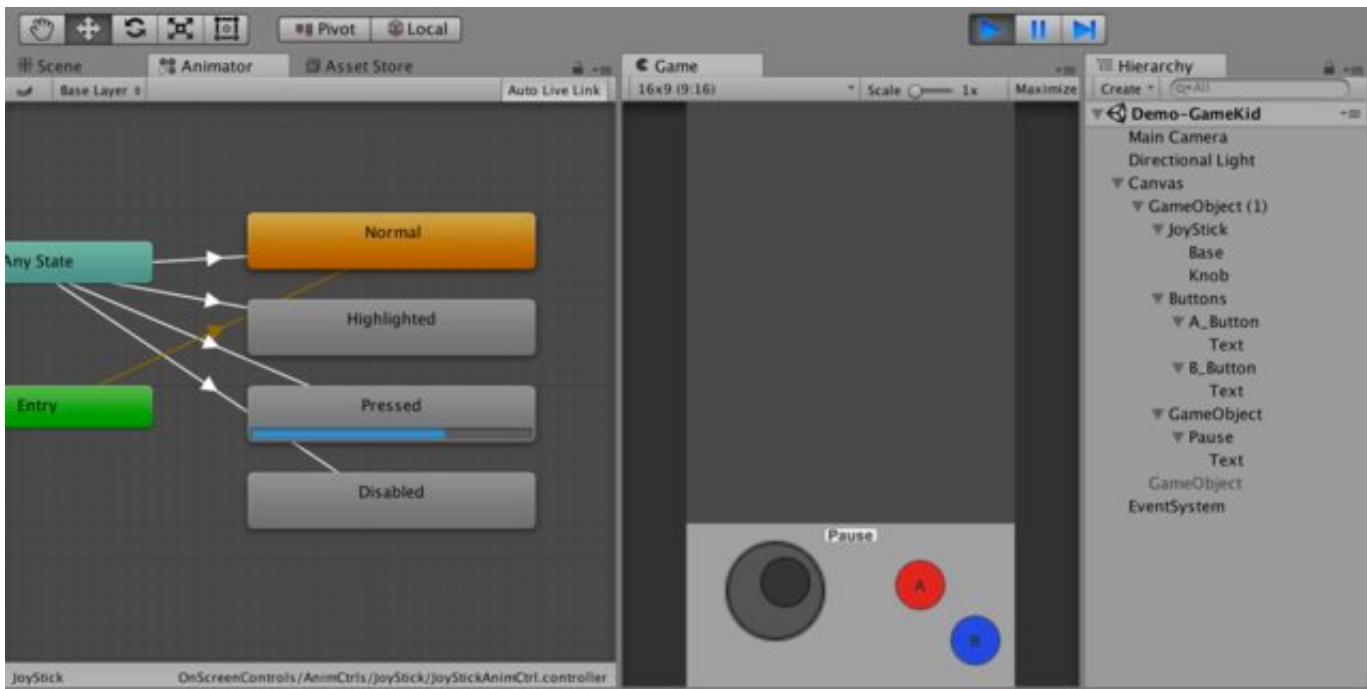 Pivot Local
Scene Animator Asset Store
Base Layer Auto Live Link
Any State
Entry
Normal
Highlighted
Pressed
Disabled
JoyStick OnScreenControls/AnimCtrls/JoyStick/JoyStickAnimCtrl.controller
Game
16x9 (9:16) Scale 1x Maximize
Pause
A
B
Hierarchy
Create All
Demo-GameKid
Main Camera
Directional Light
Canvas
GameObject (1)
JoyStick
Base
Knob
Buttons
A_Button
Text
B_Button
Text
GameObject
Pause
Text
GameObject
EventSystem